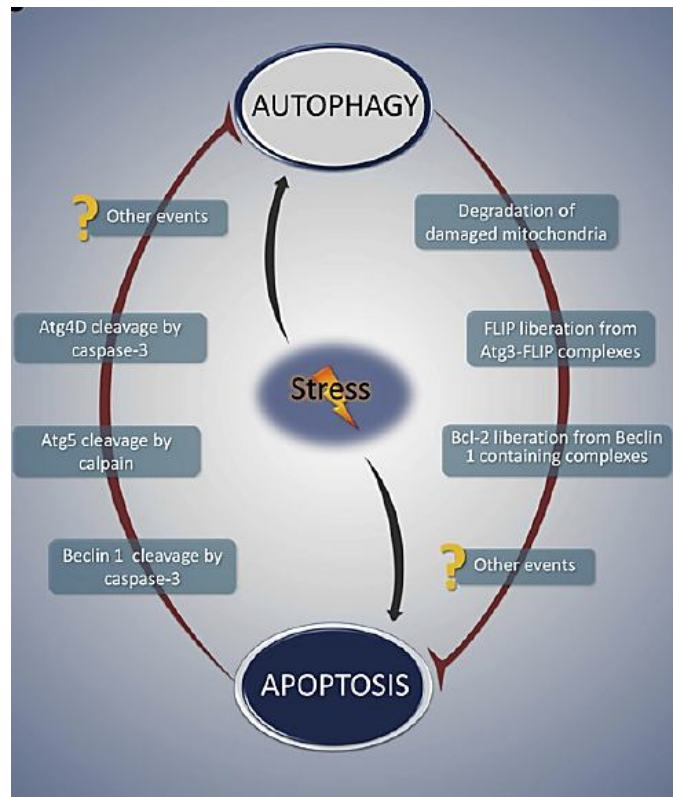 AUTOPHAGY
? Other events
Degradation of
damaged mitochondria
Atg4D cleavage by
caspase-3
FLIP liberation from
Atg3-FLIP complexes
Stress
Atg5 cleavage by
calpain
Bcl-2 liberation from Beclin
1 containing complexes
Beclin 1 cleavage by
caspase-3
? Other events
APOPTOSIS